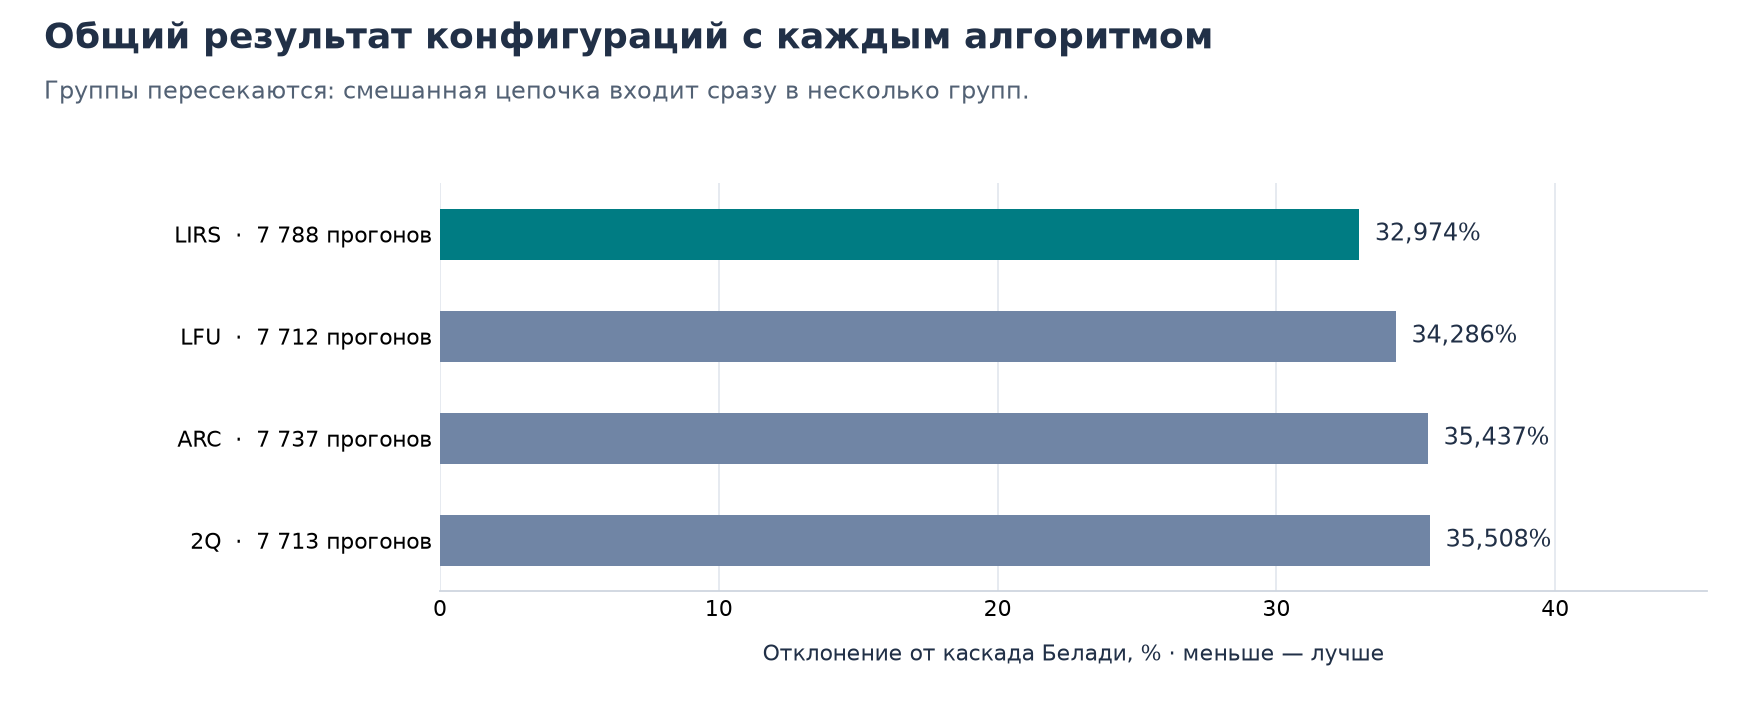 Общий результат конфигураций с каждым алгоритмом
Группы пересекаются: смешанная цепочка входит сразу в несколько групп.
LIRS · 7 788 прогонов
32,974%
LFU · 7 712 прогонов
34,286%
ARC · 7 737 прогонов
35,437%
2Q · 7 713 прогонов
35,508%
0 10 20 30 40
Отклонение от каскада Белади, % · меньше — лучше